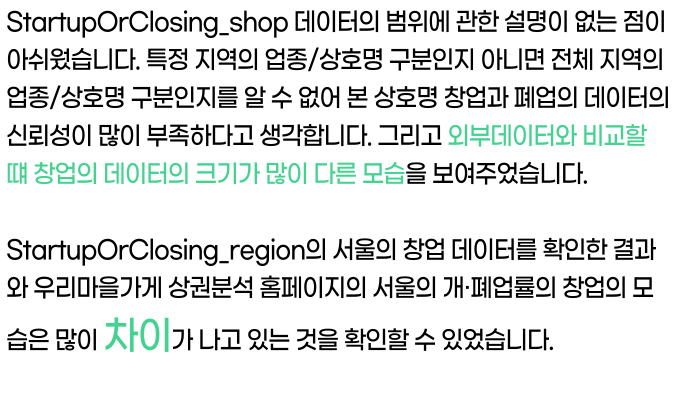 StartupOrClosing_shop 데이터의 범위에 관한 설명이 없는 점이
아쉬웠습니다. 특정 지역의 업종/상호명 구분인지 아니면 전체 지역의
업종/상호명 구분인지를 알 수 없어 본 상호명 창업과 폐업의 데이터의
신뢰성이 많이 부족하다고 생각합니다. 그리고 외부데이터와 비교할
떄 창업의 데이터의 크기가 많이 다른 모습을 보여주었습니다.
StartupOrClosing_region의 서울의 창업 데이터를 확인한 결과
와 우리마을가게 상권분석 홈페이지의 서울의 개·폐업률의 창업의 모
습은 많이 차이가 나고 있는 것을 확인할 수 있었습니다.